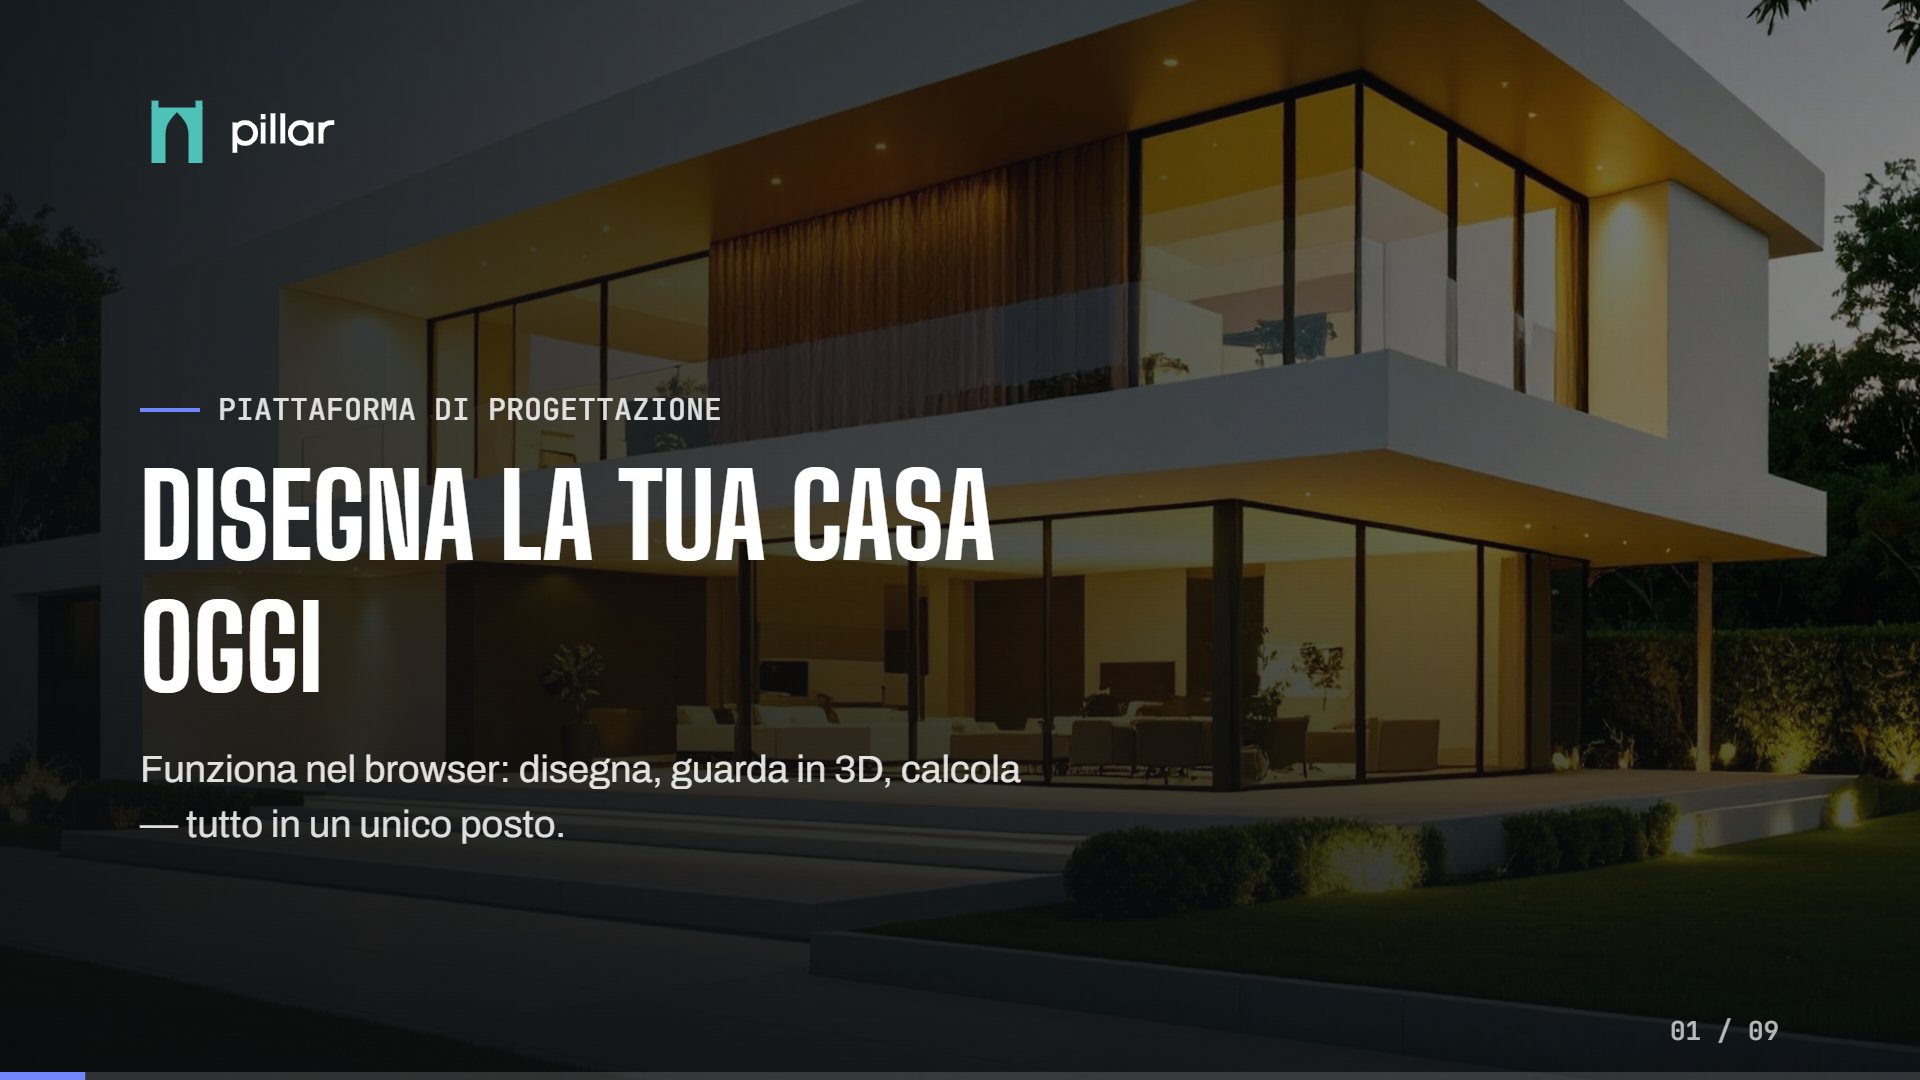 pillar
PIATTAFORMA DI PROGETTAZIONE
DISEGNA LA TUA CASA
OGGI
Funziona nel browser: disegna, guarda in 3D, calcola
— tutto in un unico posto.
01 / 09